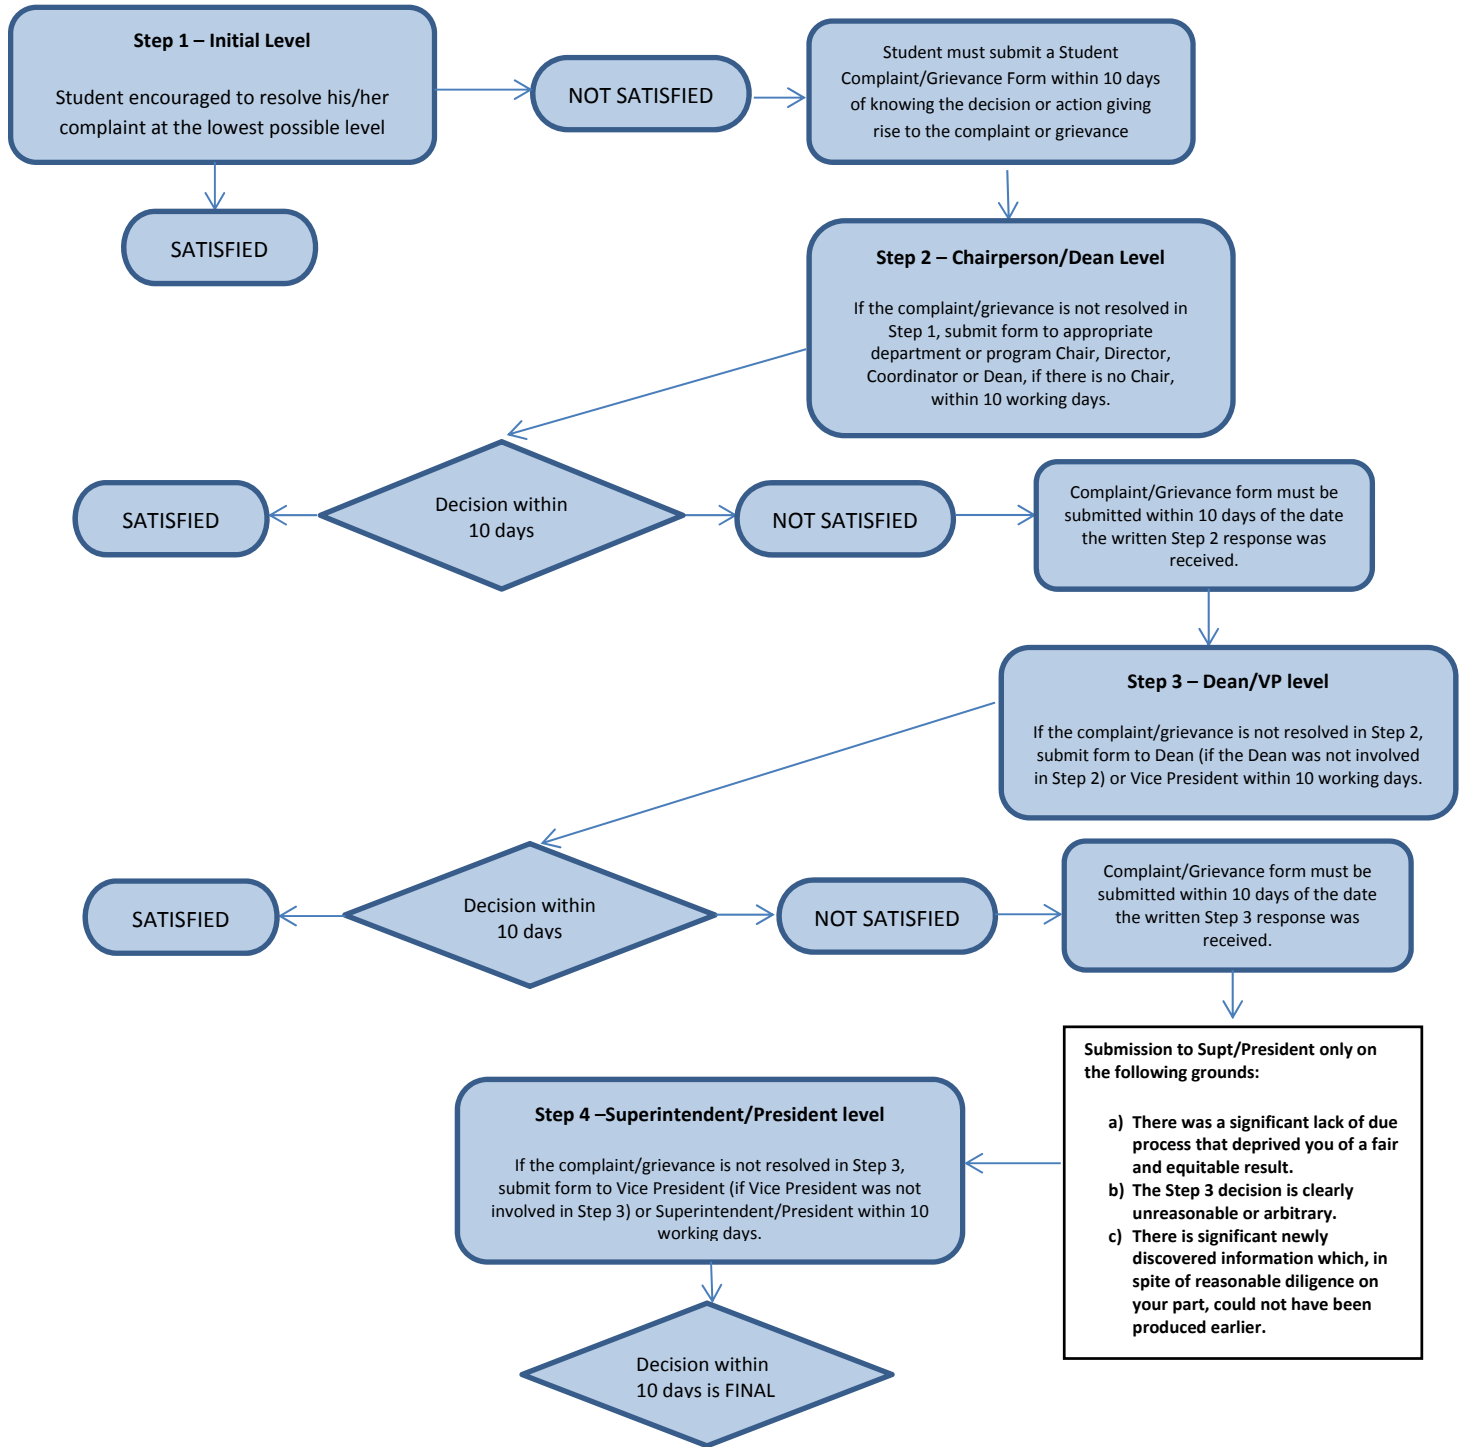 Step 1 – Initial Level
Student encouraged to resolve his/her
complaint at the lowest possible level
NOT SATISFIED
Student must submit a Student
Complaint/Grievance Form within 10 days
of knowing the decision or action giving
rise to the complaint or grievance
SATISFIED
Step 2 – Chairperson/Dean Level
If the complaint/grievance is not resolved in
Step 1, submit form to appropriate
department or program Chair, Director,
Coordinator or Dean, if there is no Chair,
within 10 working days.
Decision within
10 days
SATISFIED
NOT SATISFIED
Complaint/Grievance form must be
submitted within 10 days of the date
the written Step 2 response was
received.
Step 3 – Dean/VP level
If the complaint/grievance is not resolved in Step 2,
submit form to Dean (if the Dean was not involved
in Step 2) or Vice President within 10 working days.
Decision within
10 days
SATISFIED
NOT SATISFIED
Complaint/Grievance form must be
submitted within 10 days of the date
the written Step 3 response was
received.
Submission to Supt/President only on
the following grounds:
a) There was a significant lack of due
process that deprived you of a fair
and equitable result.
b) The Step 3 decision is clearly
unreasonable or arbitrary.
c) There is significant newly
discovered information which, in
spite of reasonable diligence on
your part, could not have been
produced earlier.
Step 4 –Superintendent/President level
If the complaint/grievance is not resolved in Step 3,
submit form to Vice President (if Vice President was not
involved in Step 3) or Superintendent/President within 10
working days.
Decision within
10 days is FINAL